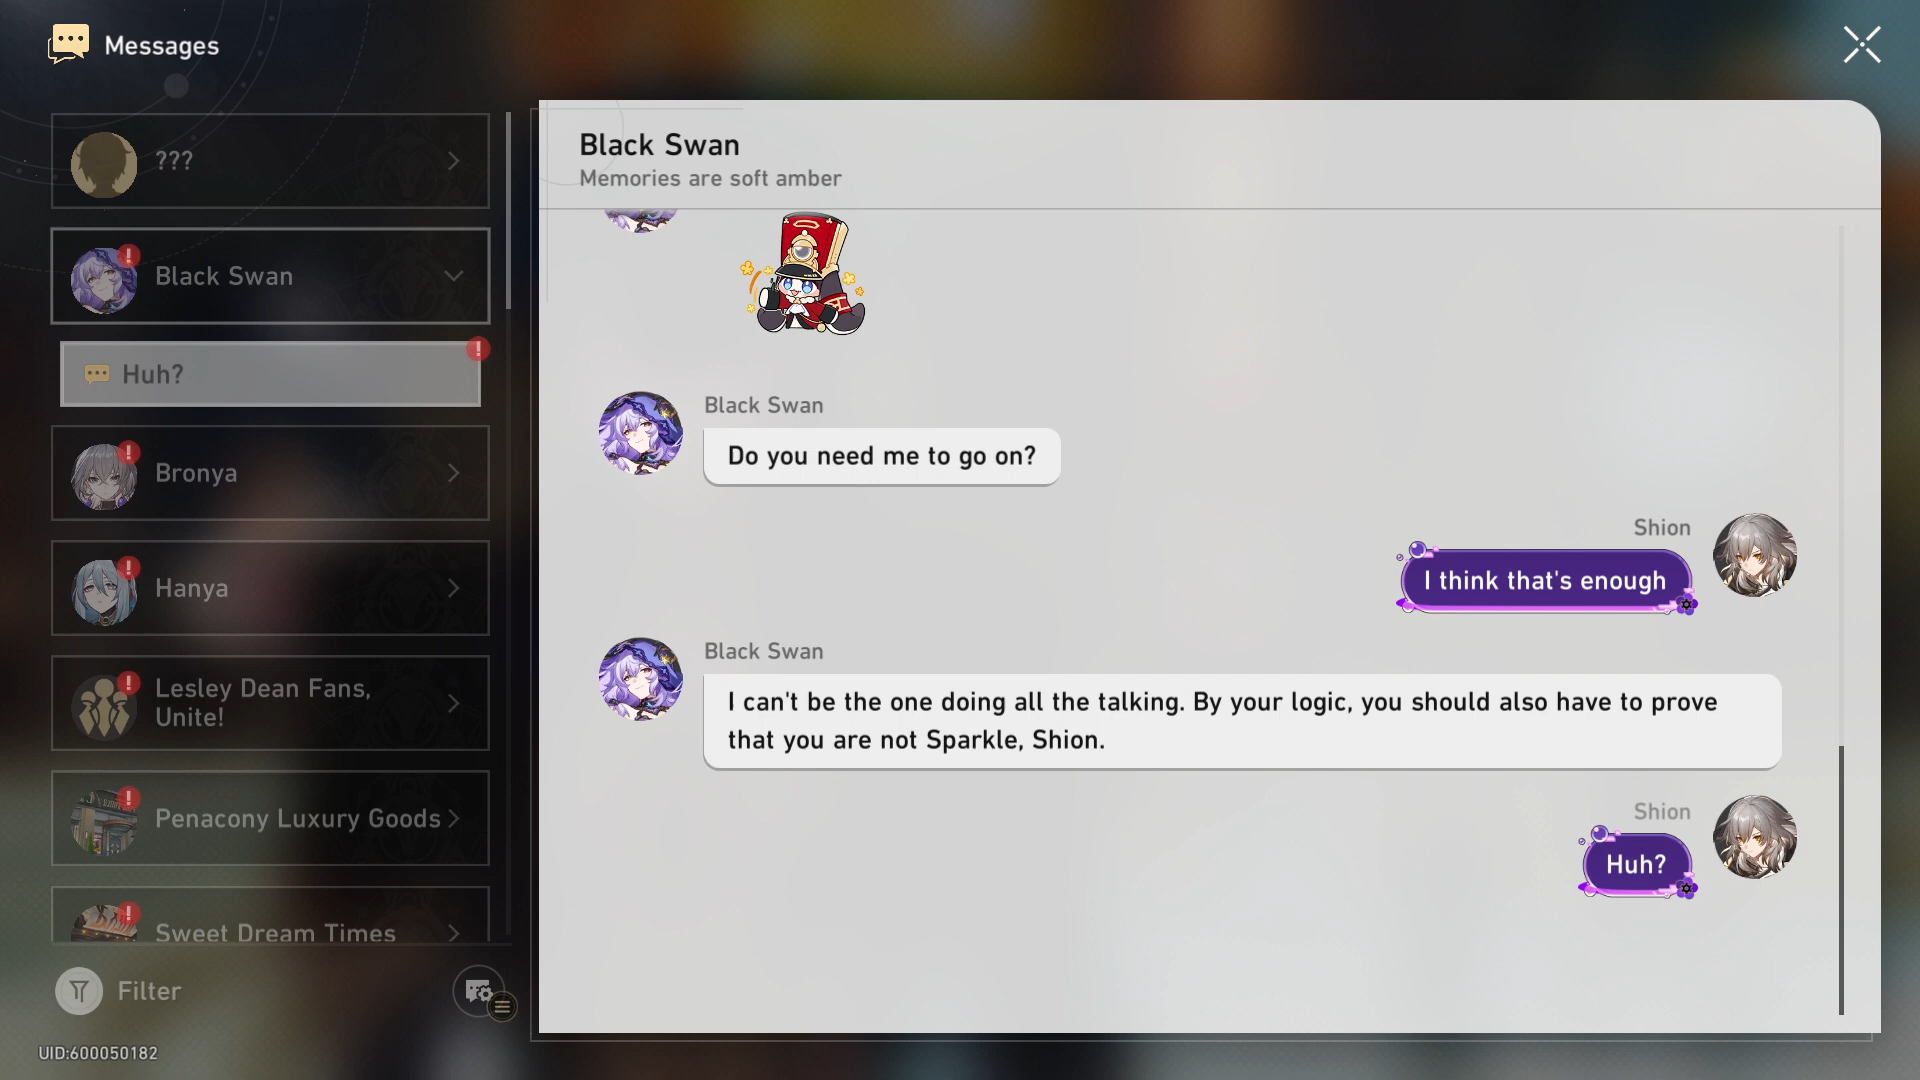 Messages
???
Black Swan
Huh?
Bronya
Hanya
Lesley Dean Fans,
Unite!
Penacony Luxury Goods
Sweet Dream Times
Filter
UID:600050182
Black Swan
Memories are soft amber
Black Swan
Do you need me to go on?
Shion
I think that's enough
Black Swan
I can't be the one doing all the talking. By your logic, you should also have to prove
that you are not Sparkle, Shion.
Shion
Huh?